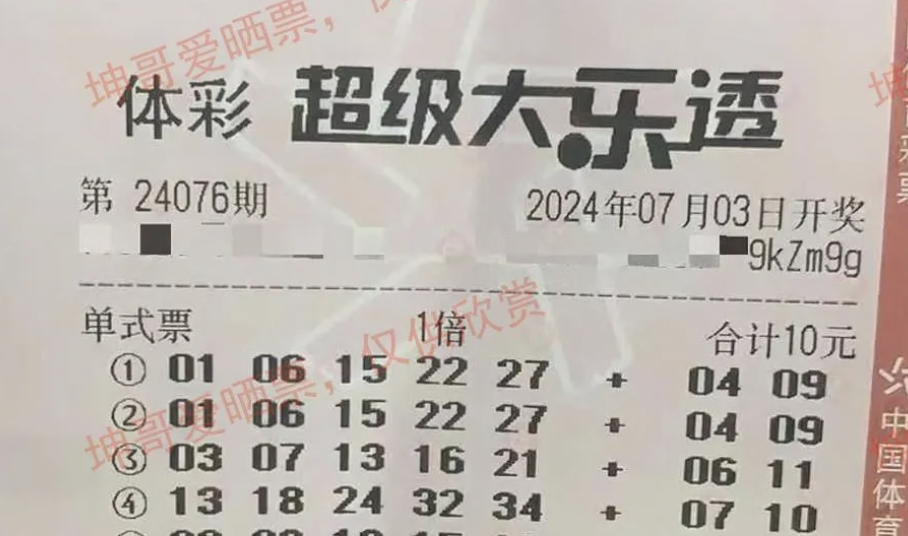 坤哥爱晒票，仅
体彩 超级大乐透
第 24076期 2024年07月03日开奖
9kZm9g
单式票 1倍 合计10元
① 01 06 15 22 27 + 04 09
② 01 06 15 22 27 + 04 09
③ 03 07 13 16 21 + 06 11
④ 13 18 24 32 34 + 07 10
坤哥爱晒票，仅供欣赏
中国体育
彩票